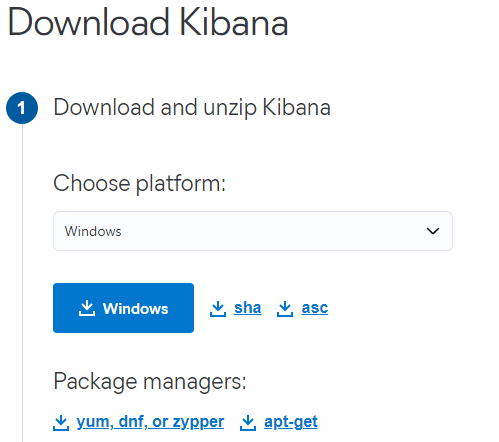 Download Kibana
1 Download and unzip Kibana
Choose platform:
Windows
Windows sha asc
Package managers:
yum, dnf, or zypper apt-get